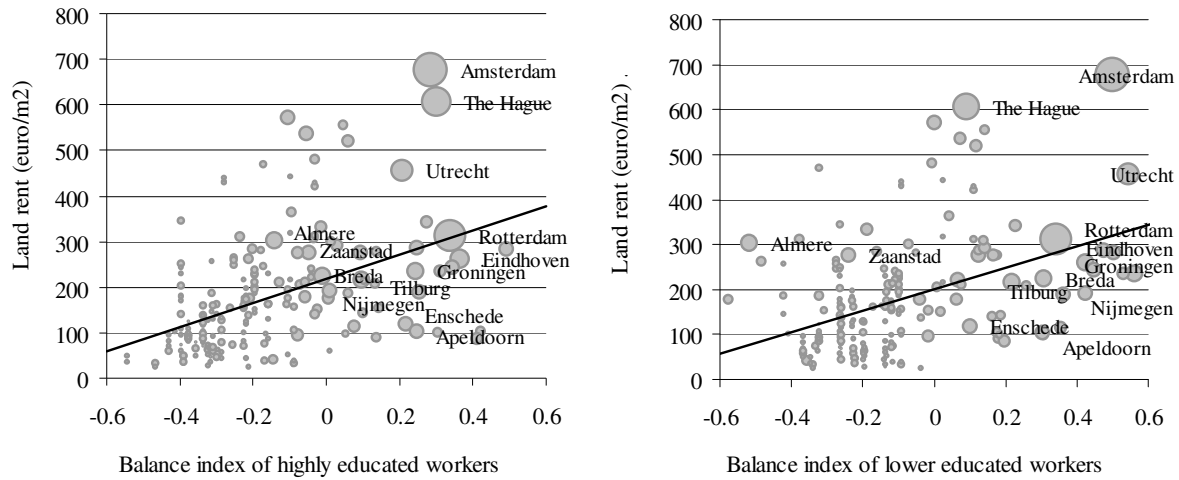 800
700
600
500
400
300
200
100
0
Land rent (euro/m2)
Amsterdam
The Hague
Utrecht
Almere
Rotterdam
Zaanstad
Eindhoven
Breda
Groningen
Tilburg
Nijmegen
Enschede
Apeldoorn
-0.6 -0.4 -0.2 0 0.2 0.4 0.6
Balance index of highly educated workers
800
700
600
500
400
300
200
100
0
Land rent (euro/m2) .
Amsterdam
The Hague
Utrecht
Rotterdam
Almere
Eindhoven
Zaanstad
Groningen
Breda
Tilburg
Nijmegen
Enschede
Apeldoorn
-0.6 -0.4 -0.2 0 0.2 0.4 0.6
Balance index of lower educated workers